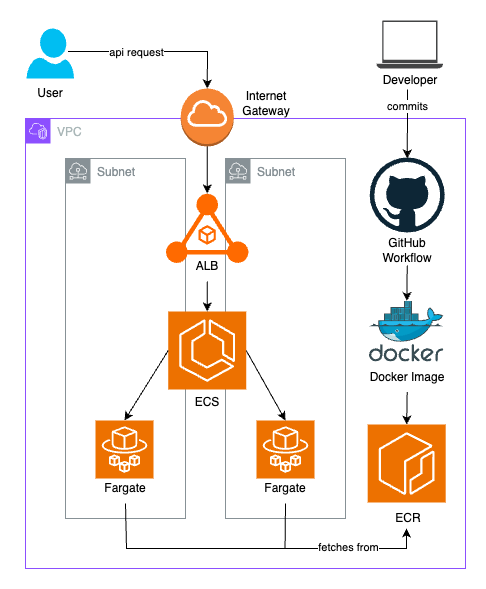 api request
User
Developer
commits
Internet
Gateway
VPC
Subnet
Subnet
GitHub
Workflow
ALB
docker
Docker Image
ECS
Fargate
Fargate
ECR
fetches from